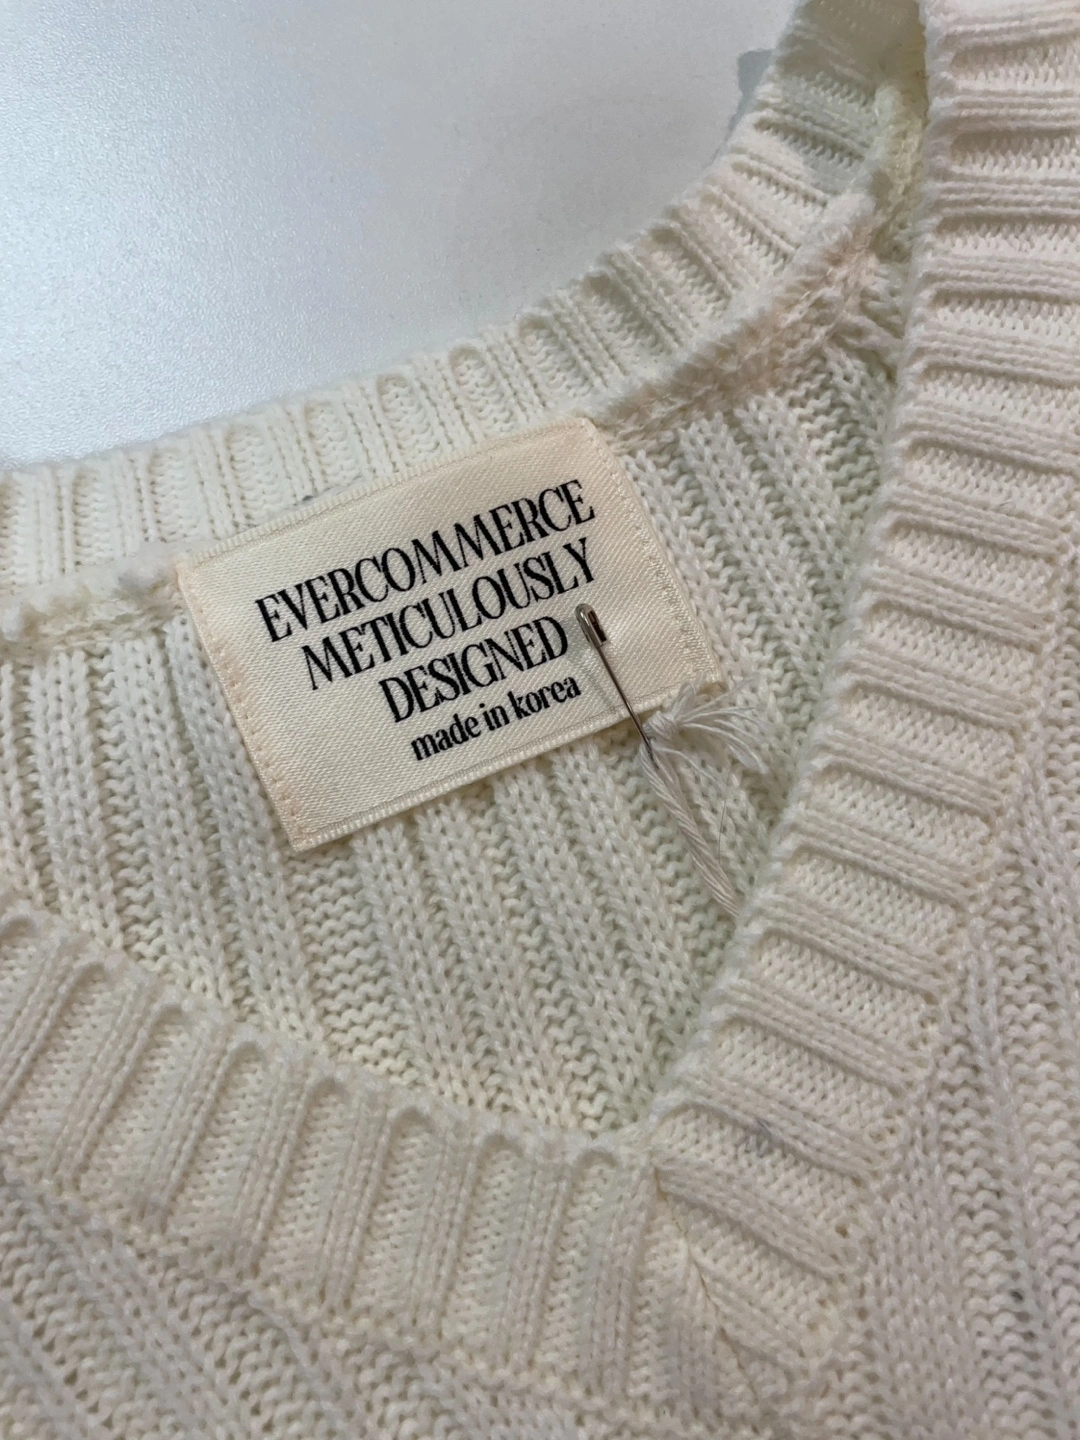 EVERCOMMERCE
METICULOUSLY
DESIGNED
made in korea